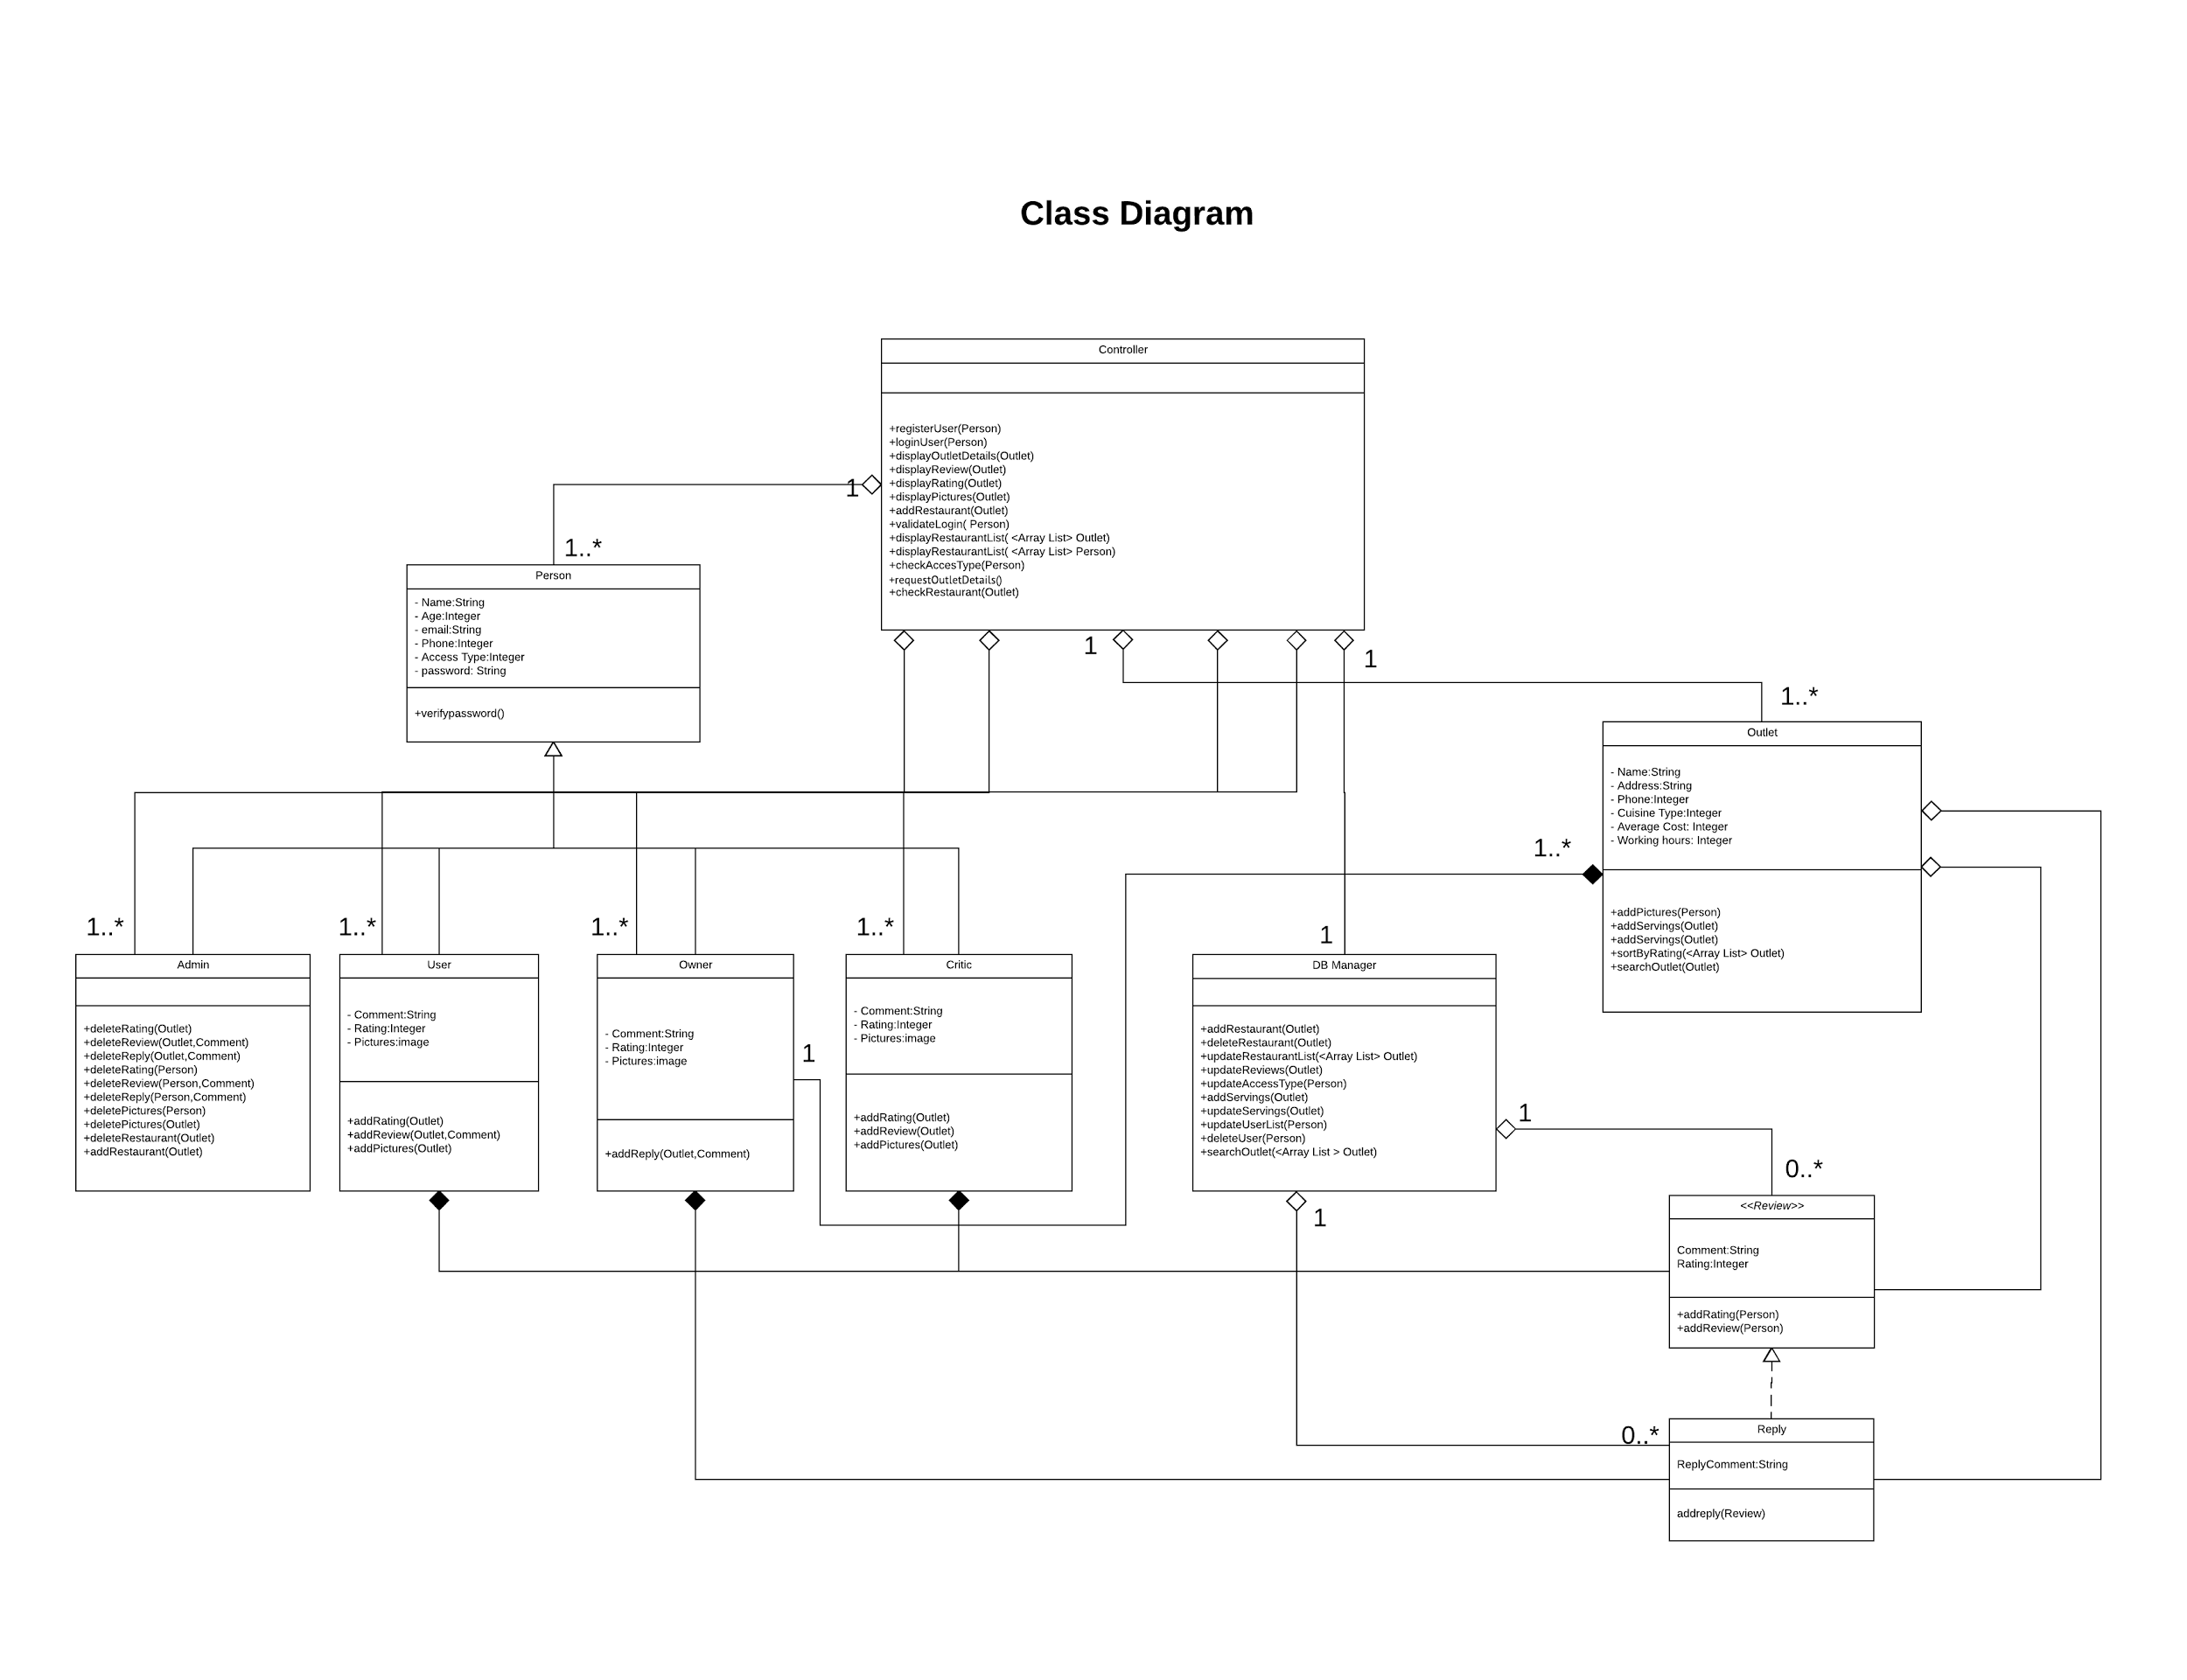 Class Diagram
Controller
+registerUser(Person)
+loginUser(Person)
+displayOutletDetails(Outlet)
+displayReview(Outlet)
+displayRating(Outlet)
+displayPictures(Outlet)
+addRestaurant(Outlet)
+validateLogin( Person)
+displayRestaurantList( <Array List> Outlet)
+displayRestaurantList( <Array List> Person)
+checkAccesType(Person)
+requestOutletDetails()
+checkRestaurant(Outlet)
1
1..*
Person
- Name:String
- Age:Integer
- email:String
- Phone:Integer
- Access Type:Integer
- password: String
+verifypassword()
1
1
1..*
Outlet
- Name:String
- Address:String
- Phone:Integer
- Cuisine Type:Integer
- Average Cost: Integer
- Working hours: Integer
+addPictures(Person)
+addServings(Outlet)
+addServings(Outlet)
+sortByRating(<Array List> Outlet)
+searchOutlet(Outlet)
1..*
1..*
1..*
1..*
1..*
1
Admin
+deleteRating(Outlet)
+deleteReview(Outlet,Comment)
+deleteReply(Outlet,Comment)
+deleteRating(Person)
+deleteReview(Person,Comment)
+deleteReply(Person,Comment)
+deletePictures(Person)
+deletePictures(Outlet)
+deleteRestaurant(Outlet)
+addRestaurant(Outlet)
User
- Comment:String
- Rating:Integer
- Pictures:image
+addRating(Outlet)
+addReview(Outlet,Comment)
+addPictures(Outlet)
Owner
- Comment:String
- Rating:Integer
- Pictures:image
+addReply(Outlet,Comment)
1
Critic
- Comment:String
- Rating:Integer
- Pictures:image
+addRating(Outlet)
+addReview(Outlet)
+addPictures(Outlet)
DB Manager
+addRestaurant(Outlet)
+deleteRestaurant(Outlet)
+updateRestaurantList(<Array List> Outlet)
+updateReviews(Outlet)
+updateAccessType(Person)
+addServings(Outlet)
+updateServings(Outlet)
+updateUserList(Person)
+deleteUser(Person)
+searchOutlet(<Array List > Outlet)
1
0..*
1
<<Review>>
Comment:String
Rating:Integer
+addRating(Person)
+addReview(Person)
0..*
Reply
ReplyComment:String
addreply(Review)